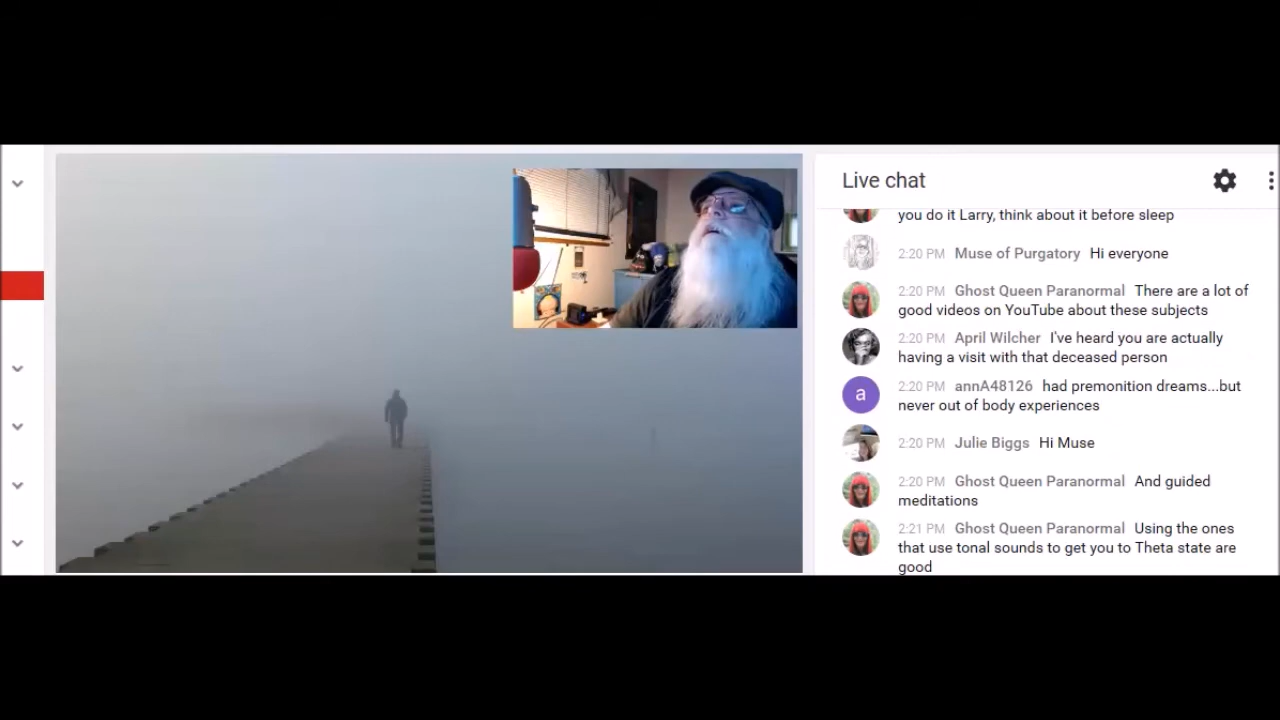 Live chat
you do it Larry, think about it before sleep
2:20 PM Muse of Purgatory Hi everyone
2:20 PM Ghost Queen Paranormal There are a lot of
good videos on YouTube about these subjects
2:20 PM April Wilcher I've heard you are actually
having a visit with that deceased person
a 2:20 PM annA48126 had premonition dreams...but
never out of body experiences
2:20 PM Julie Biggs Hi Muse
2:20 PM Ghost Queen Paranormal And guided
meditations
2:21 PM Ghost Queen Paranormal Using the ones
that use tonal sounds to get you to Theta state are
good